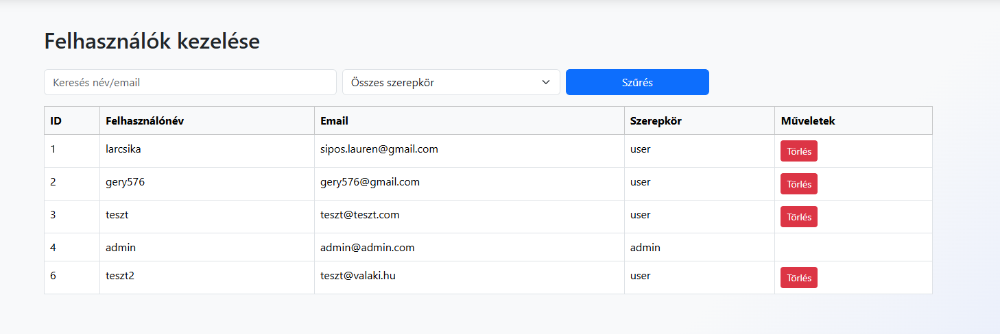 Felhasználók kezelése
Keresés név/email Összes szerepkör Szűrés
ID Felhasználónév Email Szerepkör Műveletek
1 larcsika sipos.lauren@gmail.com user Törlés
2 gery576 gery576@gmail.com user Törlés
3 teszt teszt@teszt.com user Törlés
4 admin admin@admin.com admin
6 teszt2 teszt@valaki.hu user Törlés